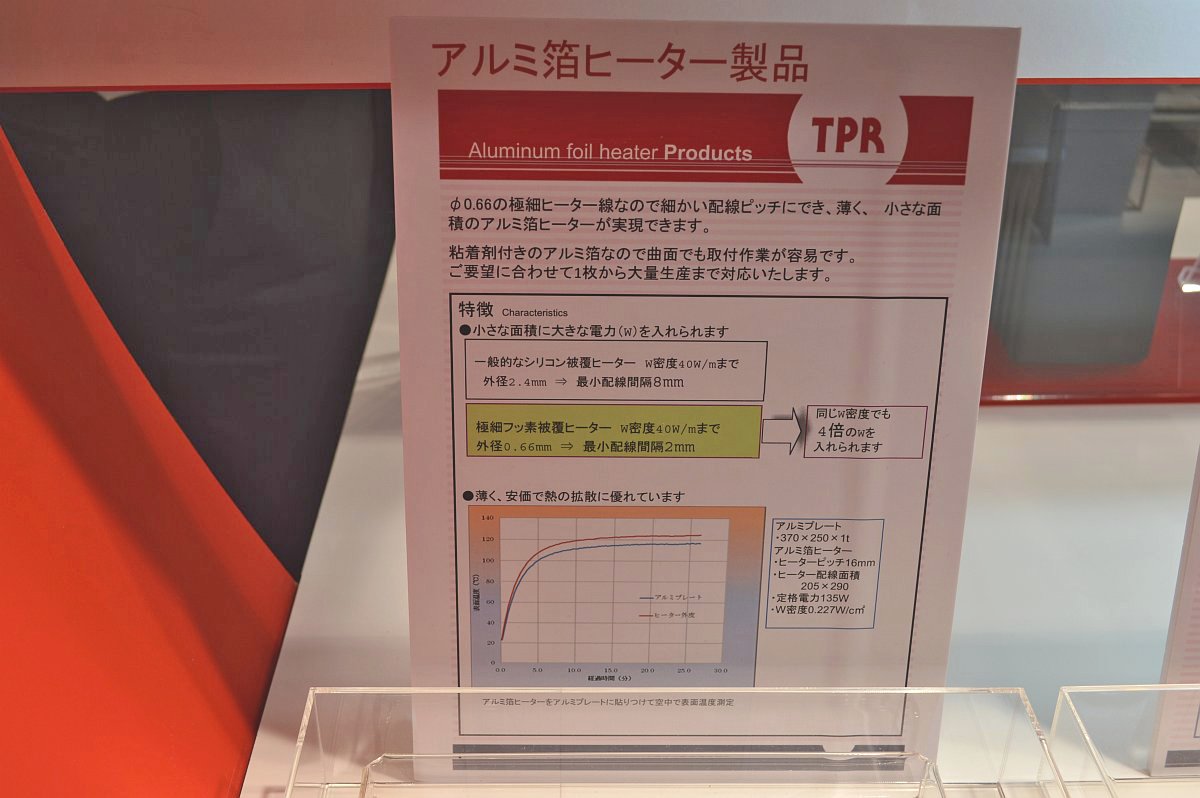 アルミ箔ヒーター製品
TPR
Aluminum foil heater Products
φ0.66の極細ヒーター線なので細かい配線ピッチにでき、薄く、 小さな面
積のアルミ箔ヒーターが実現できます。
粘着剤付きのアルミ箔なので曲面でも取付作業が容易です。
ご要望に合わせて1枚から大量生産まで対応いたします。
特徴 Characteristics
●小さな面積に大きな電力(W)を入れられます
一般的なシリコン被覆ヒーター W密度40W/mまで
外径2.4mm ⇒ 最小配線間隔8mm
極細フッ素被覆ヒーター W密度40W/mまで
外径0.66mm ⇒ 最小配線間隔2mm
同じW密度でも
4倍のWを
入れられます
●薄く、安価で熱の拡散に優れています
140
120
100
80
60
40
20
0
表面温度(℃)
0.0 5.0 10.0 15.0 20.0 25.0 30.0
経過時間(分)
アルミプレート
ヒーター外皮
アルミプレート
・370×250×1t
アルミ箔ヒーター
・ヒーターピッチ16mm
・ヒーター配線面積
205×290
・定格電力135W
・W密度0.227W/c㎡
アルミ箔ヒーターをアルミプレートに貼りつけて空中で表面温度測定